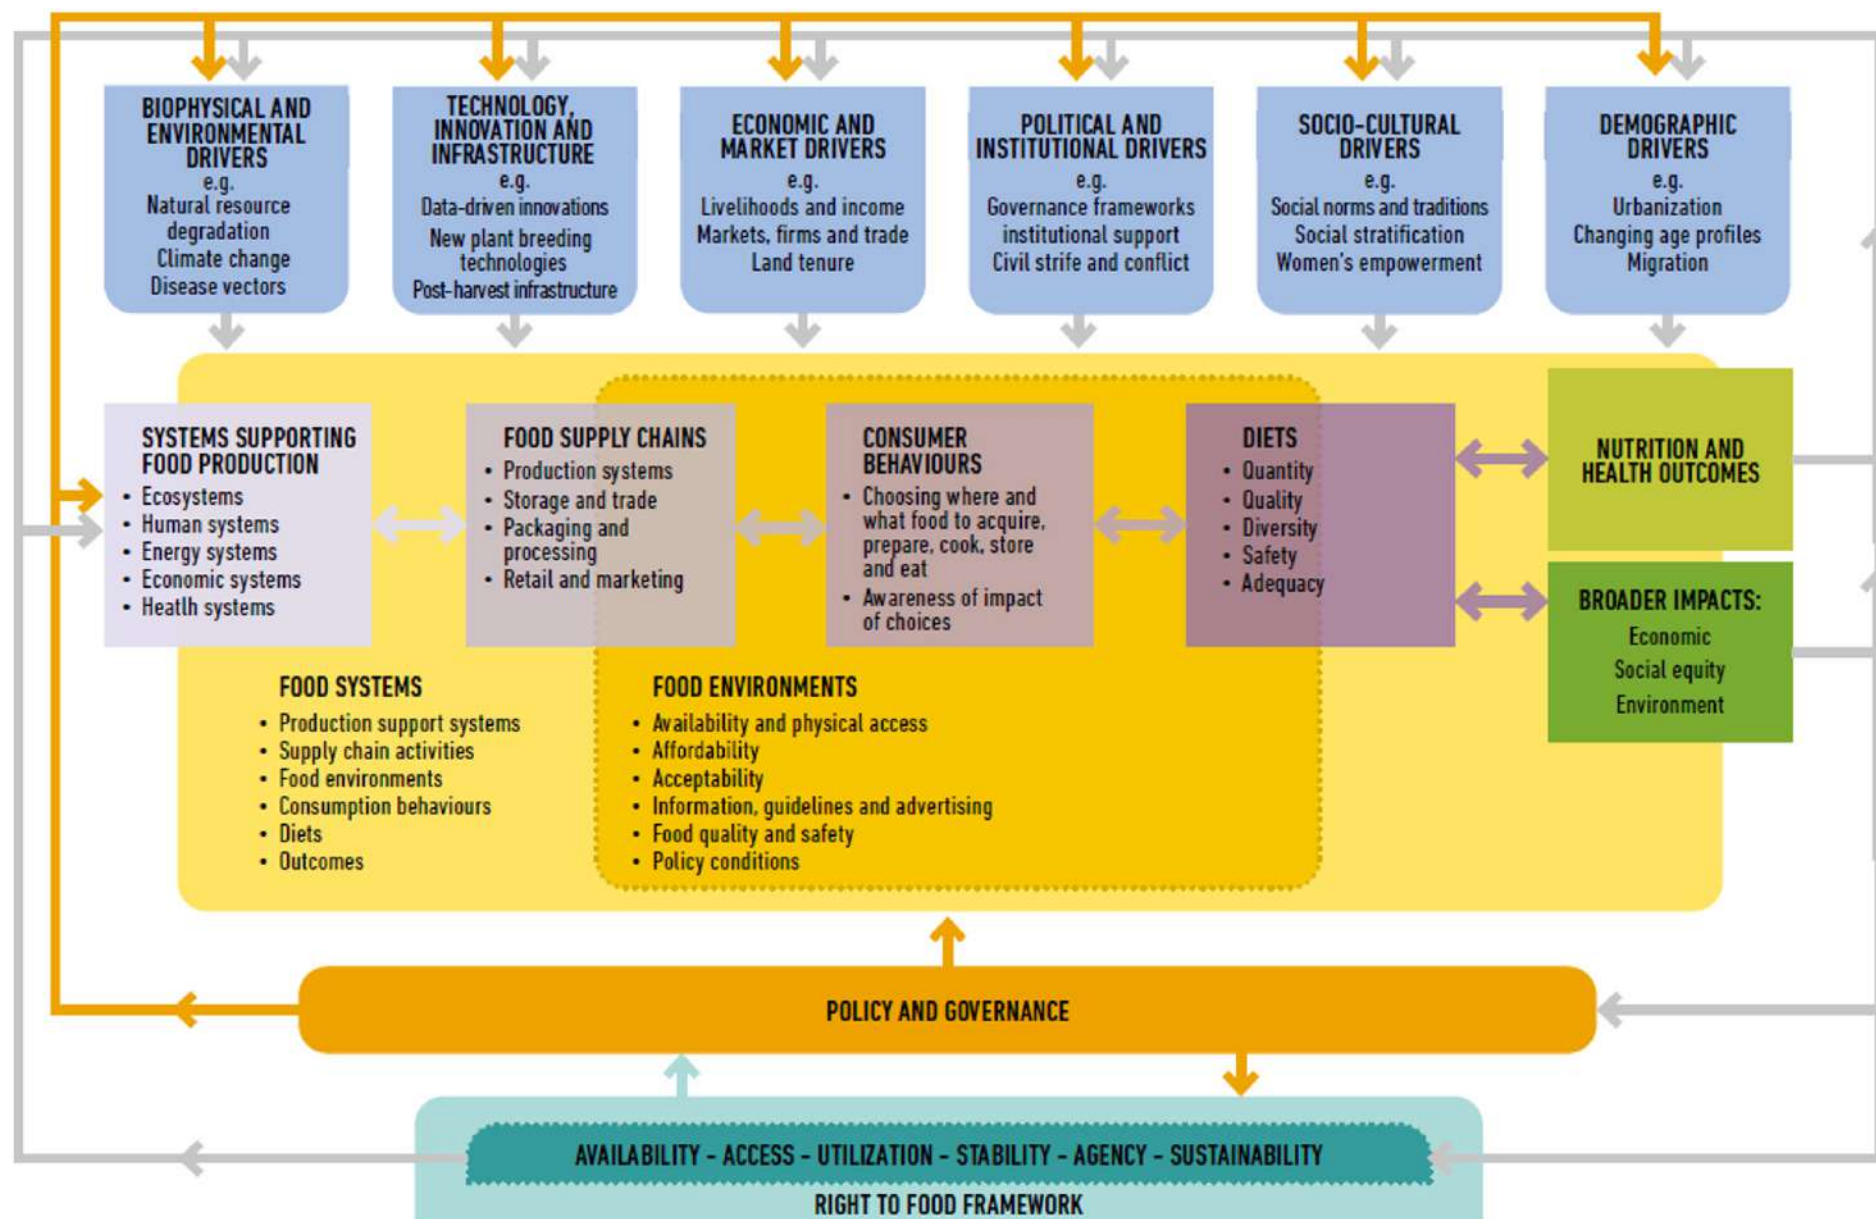 BIOPHYSICAL AND
ENVIRONMENTAL
DRIVERS
e.g.
Natural resource
degradation
Climate change
Disease vectors
TECHNOLOGY,
INNOVATION AND
INFRASTRUCTURE
e.g.
Data-driven innovations
New plant breeding
technologies
Post-harvest infrastructure
ECONOMIC AND
MARKET DRIVERS
e.g.
Livelihoods and income
Markets, firms and trade
Land tenure
POLITICAL AND
INSTITUTIONAL DRIVERS
e.g.
Governance frameworks
institutional support
Civil strife and conflict
SOCIO-CULTURAL
DRIVERS
e.g.
Social norms and traditions
Social stratification
Women's empowerment
DEMOGRAPHIC
DRIVERS
e.g.
Urbanization
Changing age profiles
Migration
SYSTEMS SUPPORTING
FOOD PRODUCTION
• Ecosystems
• Human systems
• Energy systems
• Economic systems
• Heatlh systems
FOOD SUPPLY CHAINS
• Production systems
• Storage and trade
• Packaging and
processing
• Retail and marketing
CONSUMER
BEHAVIOURS
• Choosing where and
what food to acquire,
prepare, cook, store
and eat
• Awareness of impact
of choices
DIETS
• Quantity
• Quality
• Diversity
• Safety
• Adequacy
NUTRITION AND
HEALTH OUTCOMES
BROADER IMPACTS:
Economic
Social equity
Environment
FOOD SYSTEMS
• Production support systems
• Supply chain activities
• Food environments
• Consumption behaviours
• Diets
• Outcomes
FOOD ENVIRONMENTS
• Availability and physical access
• Affordability
• Acceptability
• Information, guidelines and advertising
• Food quality and safety
• Policy conditions
POLICY AND GOVERNANCE
AVAILABILITY - ACCESS - UTILIZATION - STABILITY - AGENCY - SUSTAINABILITY
RIGHT TO FOOD FRAMEWORK